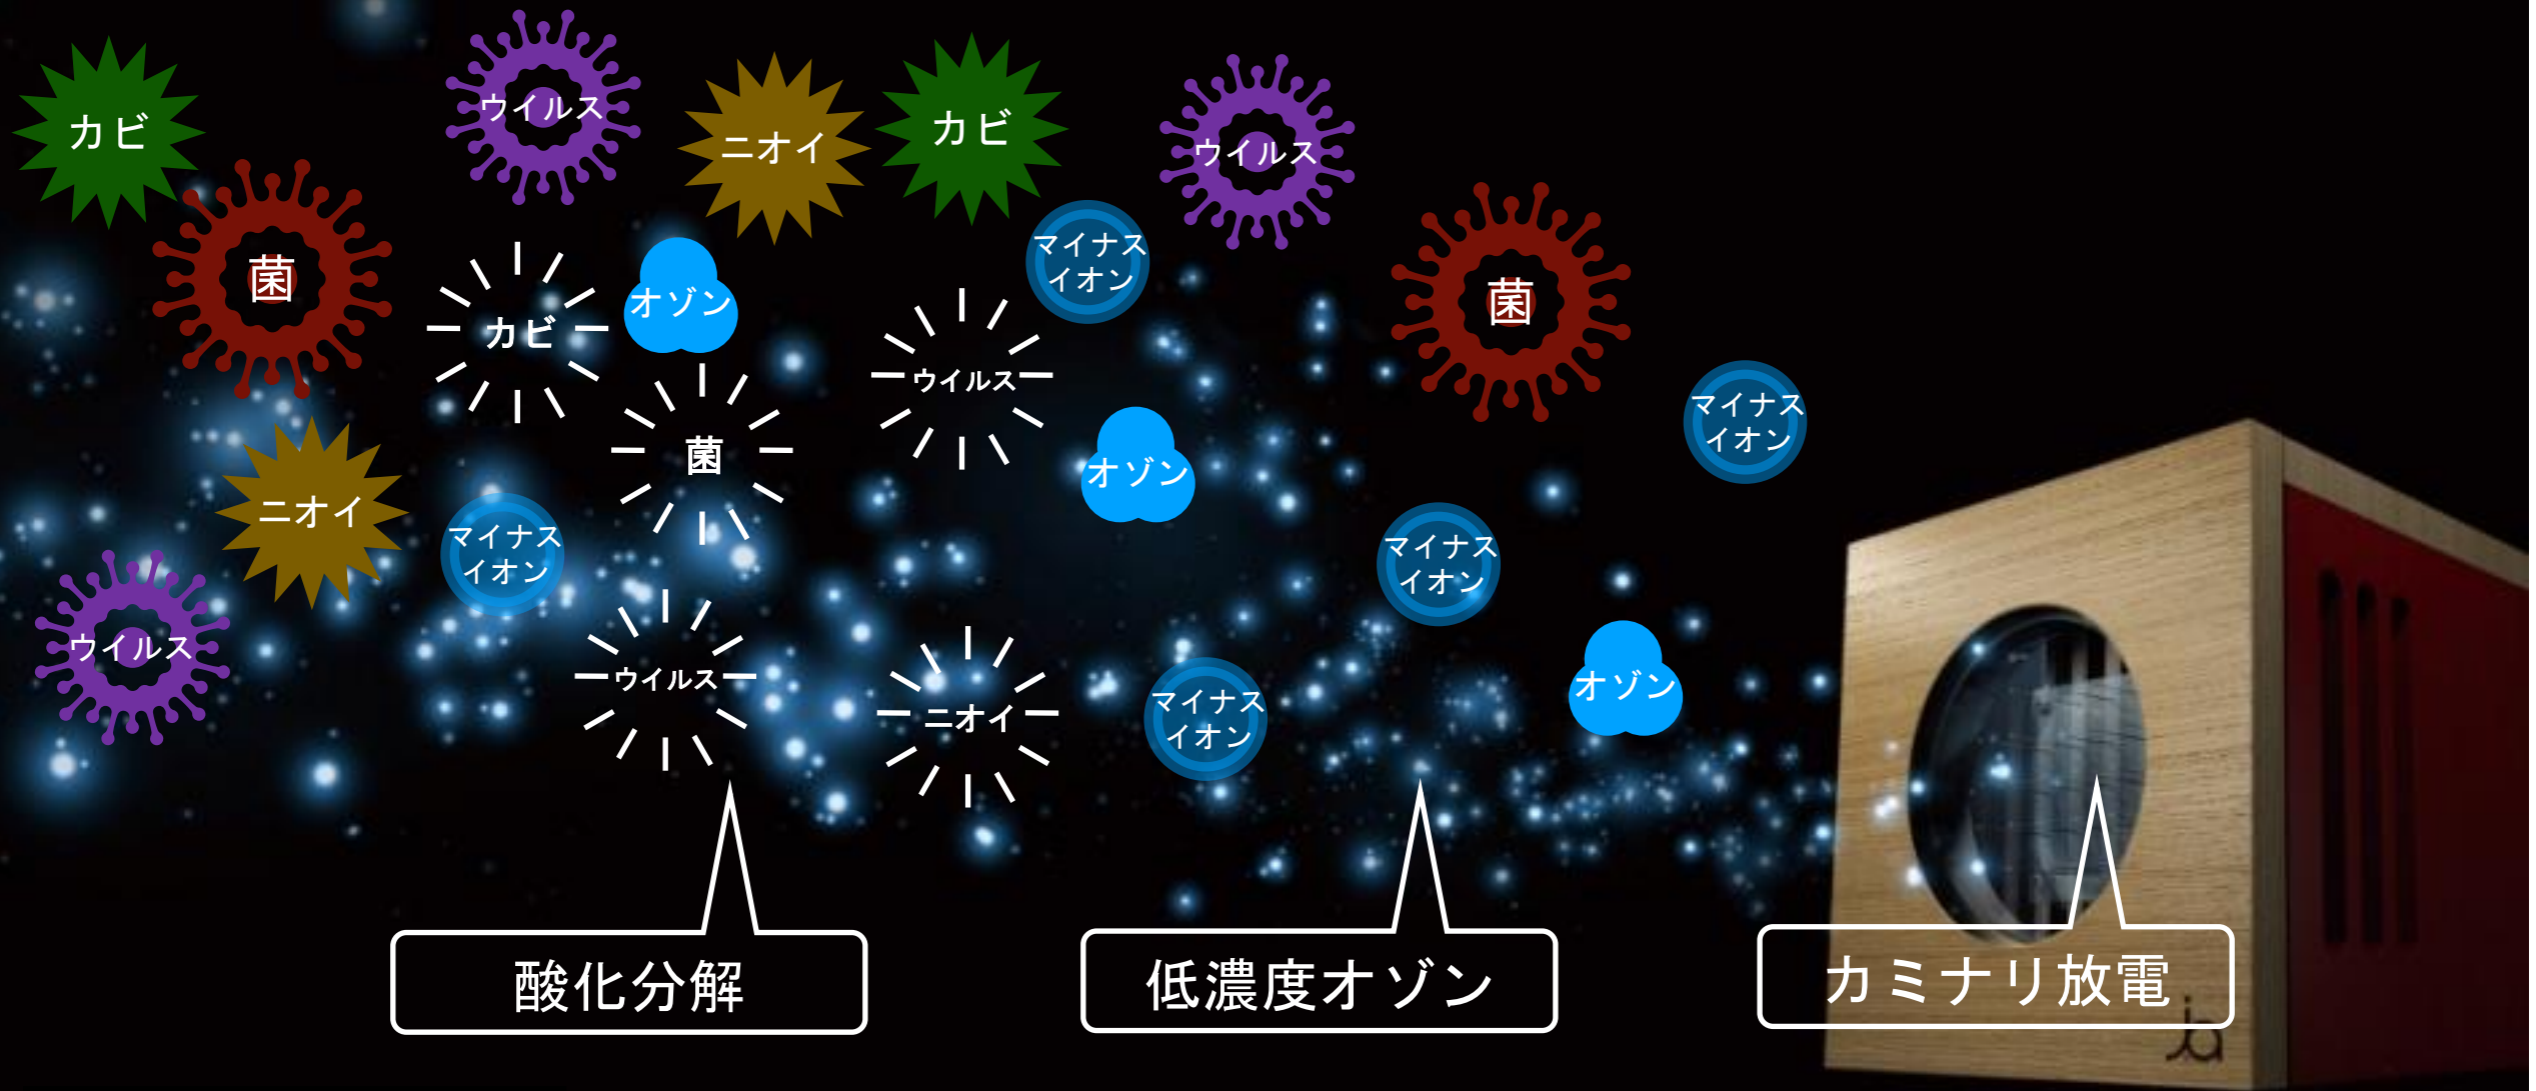 カビ
ウイルス
ニオイ
カビ
ウイルス
菌
マイナス
イオン
菌
カビ
オゾン
ウイルス
マイナス
イオン
菌
オゾン
ニオイ
マイナス
イオン
マイナス
イオン
ウイルス
ウイルス
ニオイ
マイナス
イオン
オゾン
酸化分解
低濃度オゾン
カミナリ放電
ja